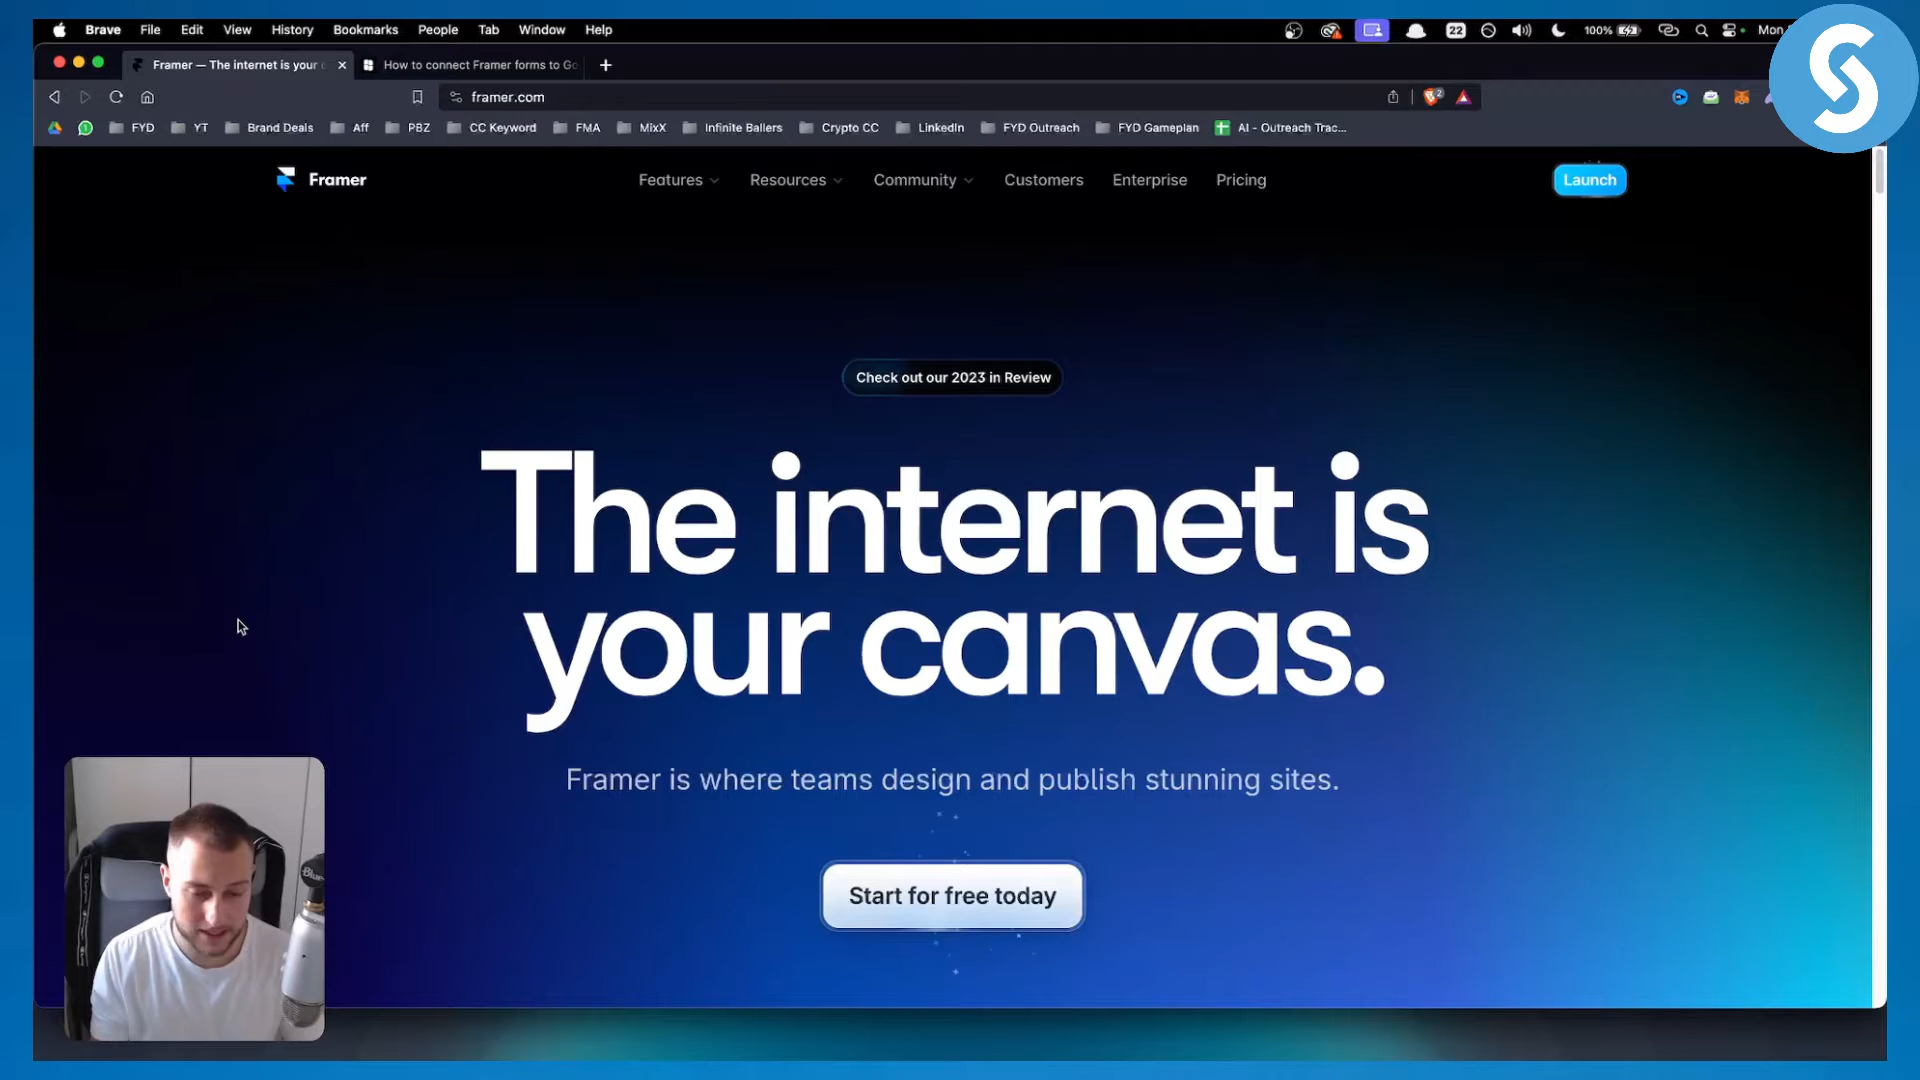 Brave File Edit View History Bookmarks People Tab Window Help 22 100% Mon
Framer — The internet is your How to connect Framer forms to Go
framer.com 2
FYD YT Brand Deals Aff PBZ CC Keyword FMA MixX Infinite Ballers Crypto CC LinkedIn FYD Outreach FYD Gameplan AI - Outreach Trac...
Framer Features Resources Community Customers Enterprise Pricing Launch
Check out our 2023 in Review
The internet is
your canvas.
Framer is where teams design and publish stunning sites.
Start for free today
Blue